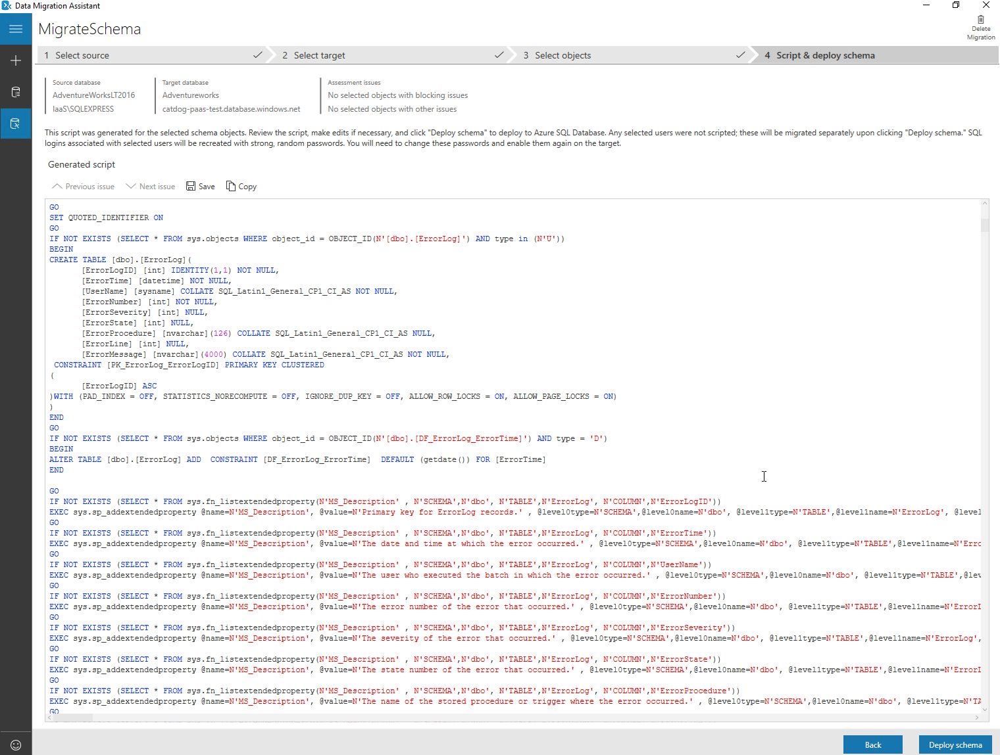 Data Migration Assistant
MigrateSchema
Delete
Migration
1 Select source
2 Select target
3 Select objects
4 Script & deploy schema
Source database
AdventureWorksLT2016
IaaS\SQLEXPRESS
Target database
Adventureworks
catdog-paas-test.database.windows.net
Assessment issues
No selected objects with blocking issues
No selected objects with other issues
This script was generated for the selected schema objects. Review the script, make edits if necessary, and click "Deploy schema" to deploy to Azure SQL Database. Any selected users were not scripted; these will be migrated separately upon clicking "Deploy schema." SQL
logins associated with selected users will be recreated with strong, random passwords. You will need to change these passwords and enable them again on the target.
Generated script
Previous issue Next issue Save Copy
GO
SET QUOTED_IDENTIFIER ON
GO
IF NOT EXISTS (SELECT * FROM sys.objects WHERE object_id = OBJECT_ID(N'[dbo].[ErrorLog]') AND type in (N'U'))
BEGIN
CREATE TABLE [dbo].[ErrorLog](
[ErrorLogID] [int] IDENTITY(1,1) NOT NULL,
[ErrorTime] [datetime] NOT NULL,
[UserName] [sysname] COLLATE SQL_Latin1_General_CP1_CI_AS NOT NULL,
[ErrorNumber] [int] NOT NULL,
[ErrorSeverity] [int] NULL,
[ErrorState] [int] NULL,
[ErrorProcedure] [nvarchar](126) COLLATE SQL_Latin1_General_CP1_CI_AS NULL,
[ErrorLine] [int] NULL,
[ErrorMessage] [nvarchar](4000) COLLATE SQL_Latin1_General_CP1_CI_AS NOT NULL,
CONSTRAINT [PK_ErrorLog_ErrorLogID] PRIMARY KEY CLUSTERED
(
[ErrorLogID] ASC
)WITH (PAD_INDEX = OFF, STATISTICS_NORECOMPUTE = OFF, IGNORE_DUP_KEY = OFF, ALLOW_ROW_LOCKS = ON, ALLOW_PAGE_LOCKS = ON)
)
END
GO
IF NOT EXISTS (SELECT * FROM sys.objects WHERE object_id = OBJECT_ID(N'[dbo].[DF_ErrorLog_ErrorTime]') AND type = 'D')
BEGIN
ALTER TABLE [dbo].[ErrorLog] ADD  CONSTRAINT [DF_ErrorLog_ErrorTime]  DEFAULT (getdate()) FOR [ErrorTime]
END
GO
IF NOT EXISTS (SELECT * FROM sys.fn_listextendedproperty(N'MS_Description' , N'SCHEMA',N'dbo', N'TABLE',N'ErrorLog', N'COLUMN',N'ErrorLogID'))
EXEC sys.sp_addextendedproperty @name=N'MS_Description', @value=N'Primary key for ErrorLog records.' , @level0type=N'SCHEMA',@level0name=N'dbo', @level1type=N'TABLE',@level1name=N'ErrorLog', @level
GO
IF NOT EXISTS (SELECT * FROM sys.fn_listextendedproperty(N'MS_Description' , N'SCHEMA',N'dbo', N'TABLE',N'ErrorLog', N'COLUMN',N'ErrorTime'))
EXEC sys.sp_addextendedproperty @name=N'MS_Description', @value=N'The date and time at which the error occurred.' , @level0type=N'SCHEMA',@level0name=N'dbo', @level1type=N'TABLE',@level1name=N'Erro
GO
IF NOT EXISTS (SELECT * FROM sys.fn_listextendedproperty(N'MS_Description' , N'SCHEMA',N'dbo', N'TABLE',N'ErrorLog', N'COLUMN',N'UserName'))
EXEC sys.sp_addextendedproperty @name=N'MS_Description', @value=N'The user who executed the batch in which the error occurred.' , @level0type=N'SCHEMA',@level0name=N'dbo', @level1type=N'TABLE',@lev
GO
IF NOT EXISTS (SELECT * FROM sys.fn_listextendedproperty(N'MS_Description' , N'SCHEMA',N'dbo', N'TABLE',N'ErrorLog', N'COLUMN',N'ErrorNumber'))
EXEC sys.sp_addextendedproperty @name=N'MS_Description', @value=N'The error number of the error that occurred.' , @level0type=N'SCHEMA',@level0name=N'dbo', @level1type=N'TABLE',@level1name=N'ErrorL
GO
IF NOT EXISTS (SELECT * FROM sys.fn_listextendedproperty(N'MS_Description' , N'SCHEMA',N'dbo', N'TABLE',N'ErrorLog', N'COLUMN',N'ErrorSeverity'))
EXEC sys.sp_addextendedproperty @name=N'MS_Description', @value=N'The severity of the error that occurred.' , @level0type=N'SCHEMA',@level0name=N'dbo', @level1type=N'TABLE',@level1name=N'ErrorLog',
GO
IF NOT EXISTS (SELECT * FROM sys.fn_listextendedproperty(N'MS_Description' , N'SCHEMA',N'dbo', N'TABLE',N'ErrorLog', N'COLUMN',N'ErrorState'))
EXEC sys.sp_addextendedproperty @name=N'MS_Description', @value=N'The state number of the error that occurred.' , @level0type=N'SCHEMA',@level0name=N'dbo', @level1type=N'TABLE',@level1name=N'ErrorL
GO
IF NOT EXISTS (SELECT * FROM sys.fn_listextendedproperty(N'MS_Description' , N'SCHEMA',N'dbo', N'TABLE',N'ErrorLog', N'COLUMN',N'ErrorProcedure'))
EXEC sys.sp_addextendedproperty @name=N'MS_Description', @value=N'The name of the stored procedure or trigger where the error occurred.' , @level0type=N'SCHEMA',@level0name=N'dbo', @level1type=N'TA
GO
Back
Deploy schema